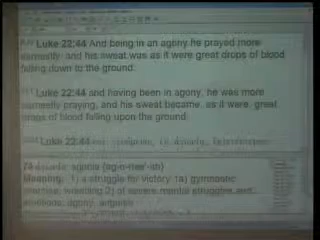 Luke 22:44 And being in an agony he prayed more
earnestly: and his sweat was as it were great drops of blood
falling down to the ground.
Luke 22:44 and having been in agony, he was more
earnestly praying, and his sweat became, as it were, great
drops of blood falling upon the ground.
Luke 22:44
agonia {ag-o-nee'-ah}
Meaning: 1) a struggle for victory 1a) gymnastic
exercise, wrestling 2) of severe mental struggles and
emotions, agony, anguish